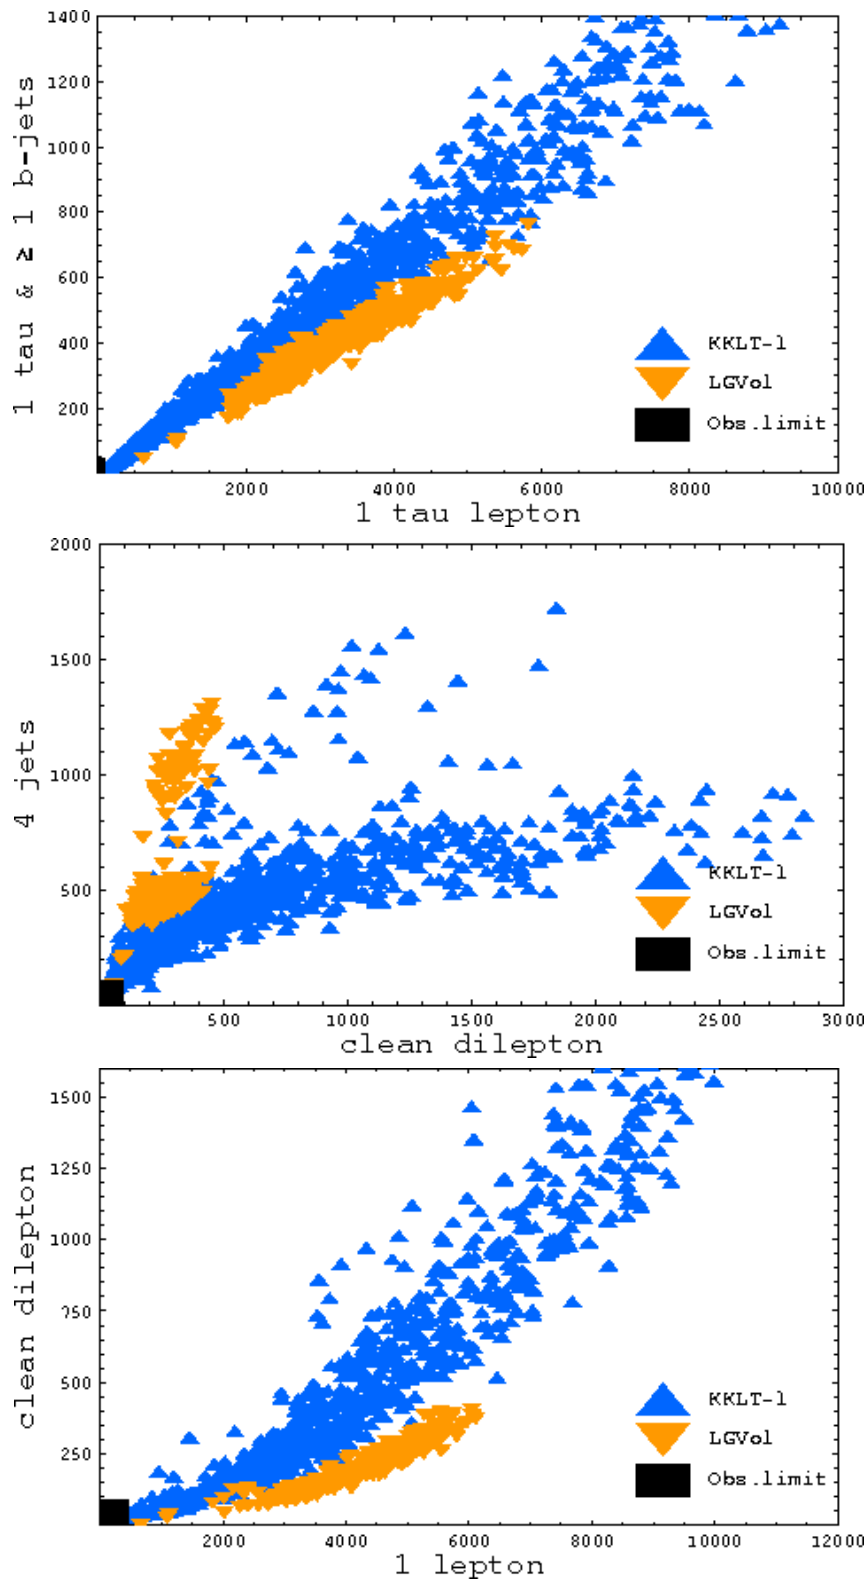 1400
1200
1000
800
600
400
200
1 tau & ≥ 1 b-jets
KKLT-l
LGVol
Obs.limit
2000 4000 6000 8000 10000
1 tau lepton
2000
1500
1000
500
4 jets
KKLT-l
LGVol
Obs.limit
500 1000 1500 2000 2500 3000
clean dilepton
1500
1250
1000
750
500
250
clean dilepton
KKLT-l
LGVol
Obs.limit
2000 4000 6000 8000 10000 12000
1 lepton